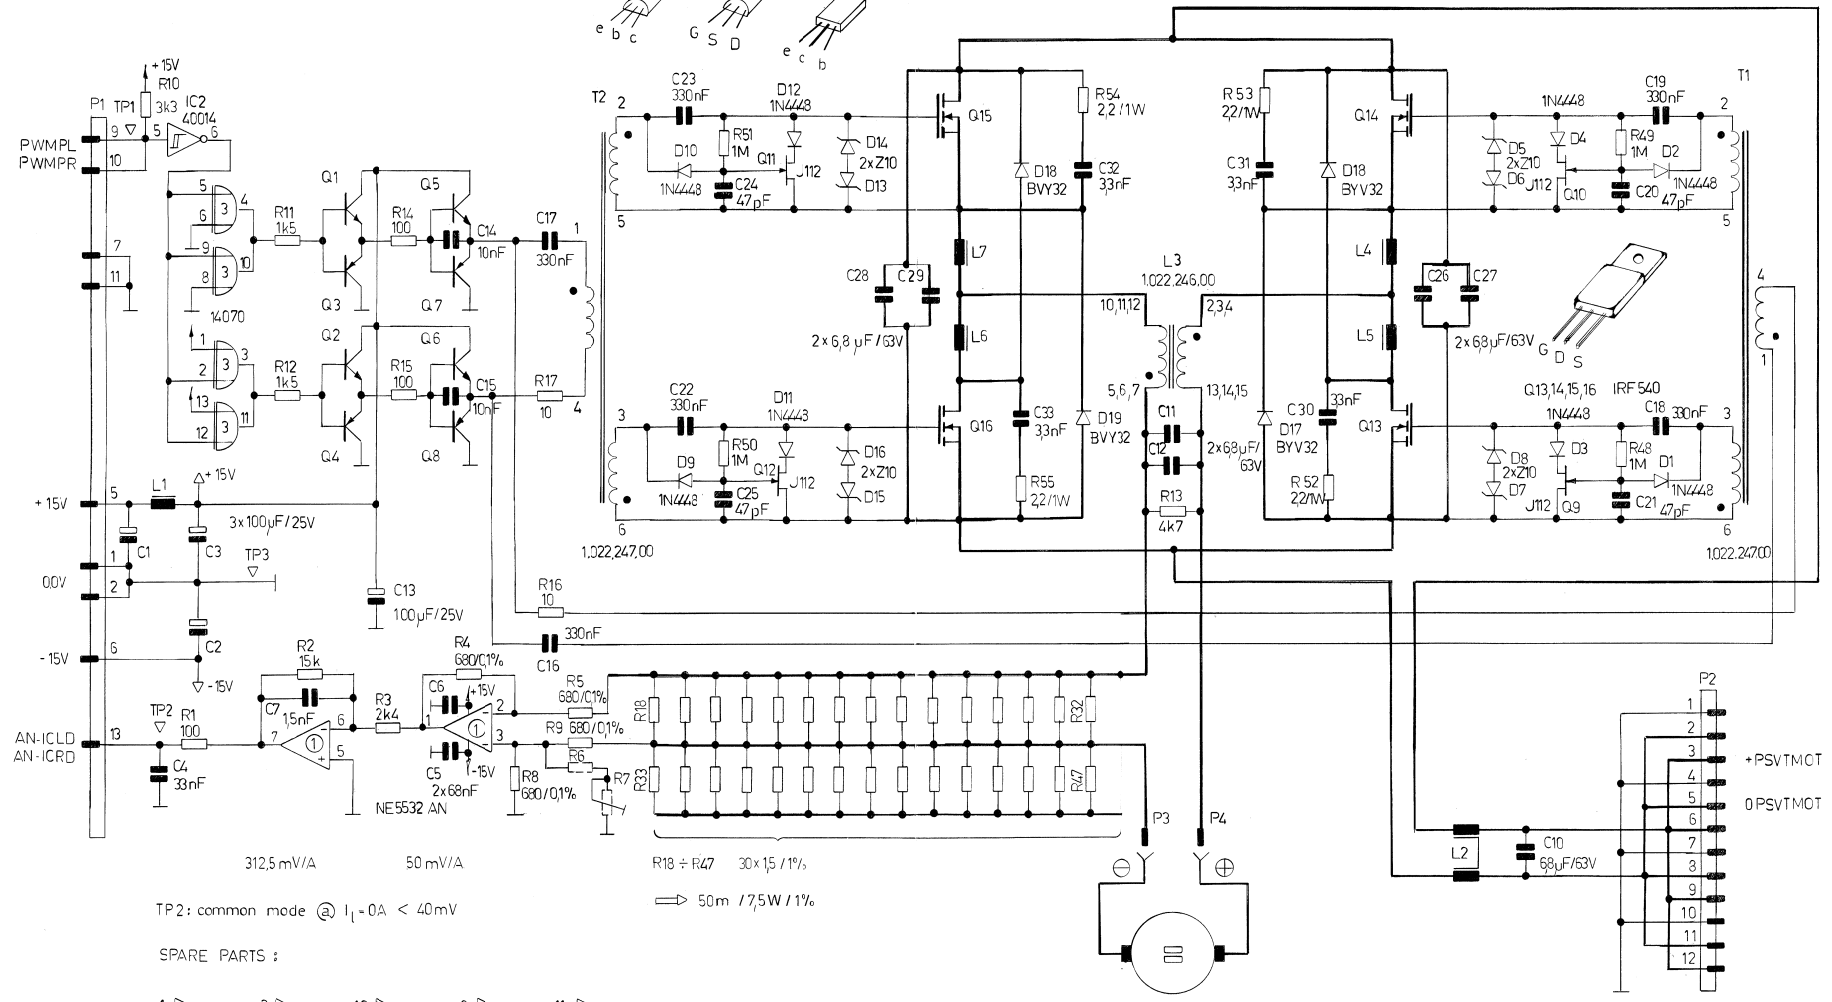 e b c
G S D
e c b
+15V
R10
3k3
IC2
40014
P1
TP1
9
5
6
PWMPL
PWMPR
10
7
11
5
4
3
6
9
10
3
8
14070
1
3
3
2
13
11
3
12
R11
1k5
R12
1k5
Q1
Q3
Q2
Q4
R14
100
R15
100
Q5
Q7
Q6
Q8
C14
10nF
C15
10nF
C17
330nF
1
R17
10
4
T2
2
5
3
6
1.022.247.00
C23
330nF
D12
1N4448
R51
1M
D10
1N4448
Q11
J112
C24
47pF
D14
2xZ10
D13
C22
330nF
D11
1N4443
R50
1M
D9
1N4448
Q12
J112
C25
47pF
D16
2xZ10
D15
Q15
Q16
D18
BVY32
R54
2,2/1W
C32
33nF
C28
C29
2x6,8µF/63V
L7
L6
C33
33nF
R55
2,2/1W
D19
BVY32
L3
1.022.246.00
10,11,12
2,3,4
5,6,7
13,14,15
C11
C12
2x68µF/
63V
R13
4k7
R53
2,2/1W
C31
33nF
D18
BYV32
Q14
L4
L5
C26
C27
2x68µF/63V
C30
33nF
D17
BYV32
R52
2,2/1W
Q13
T1
C19
330nF
1N4448
D4
D5
2xZ10
D6
R49
1M
D2
1N4448
J112
Q10
C20
47pF
2
5
G D S
Q13,14,15,16 IRF540
1N4448
C18
330nF
D3
D8
2xZ10
D7
R48
1M
D1
1N4448
J112
Q9
C21
47pF
3
6
4
1
1.022.247.00
+15V
5
L1
+15V
3x100µF/25V
C1
C3
TP3
1
0.0V
2
C2
-15V
6
-15V
C13
100µF/25V
R16
10
330nF
C16
R2
15k
C7
1,5nF
TP2
R1
100
AN-ICLD
AN-ICRD
13
C4
33nF
7
1
6
5
R3
2k4
R4
680/0,1%
C6
+15V
1
1
2
3
C5
-15V
2x68nF
NE5532 AN
R5
680/0,1%
R9 680/0,1%
R6
R7
R8
680/0,1%
R18
R32
R33
R47
R18 ÷ R47 30x1,5/1%
⇨ 50m /7,5W/1%
312,5 mV/A
50 mV/A
P3
P4
L2
C10
68µF/63V
P2
1
2
3
+PSVTMOT
4
5
0PSVTMOT
6
7
8
9
10
11
12
TP2: common mode @ I₁=0A < 40mV
SPARE PARTS :